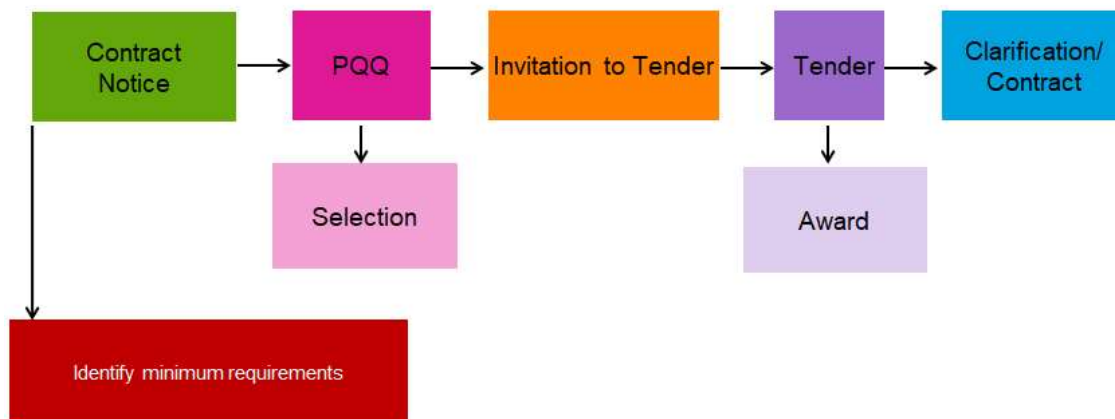 Contract
Notice
PQQ
Invitation to Tender
Tender
Clarification/
Contract
Selection
Award
Identify minimum requirements